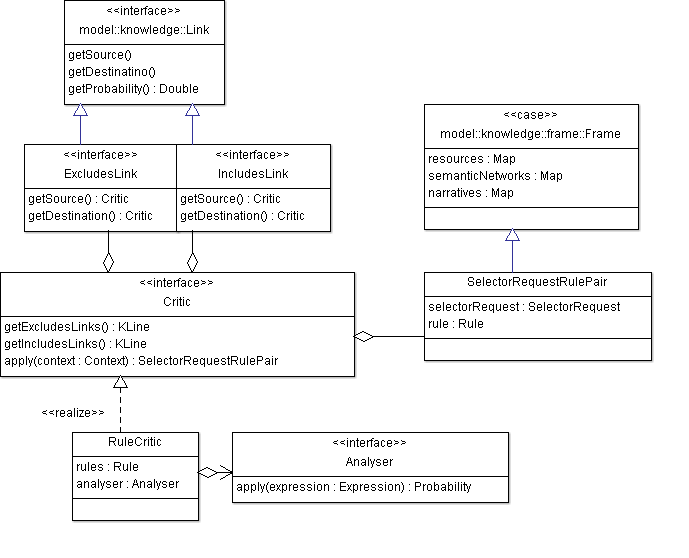 <<interface>>
model::knowledge::Link
getSource()
getDestinatino()
getProbability() : Double
<<case>>
model::knowledge::frame::Frame
resources : Map
semanticNetworks : Map
narratives : Map
<<interface>>
ExcludesLink
getSource() : Critic
getDestination() : Critic
<<interface>>
IncludesLink
getSource() : Critic
getDestination() : Critic
<<interface>>
Critic
getExcludesLinks() : KLine
getIncludesLinks() : KLine
apply(context : Context) : SelectorRequestRulePair
SelectorRequestRulePair
selectorRequest : SelectorRequest
rule : Rule
<<realize>>
RuleCritic
rules : Rule
analyser : Analyser
<<interface>>
Analyser
apply(expression : Expression) : Probability